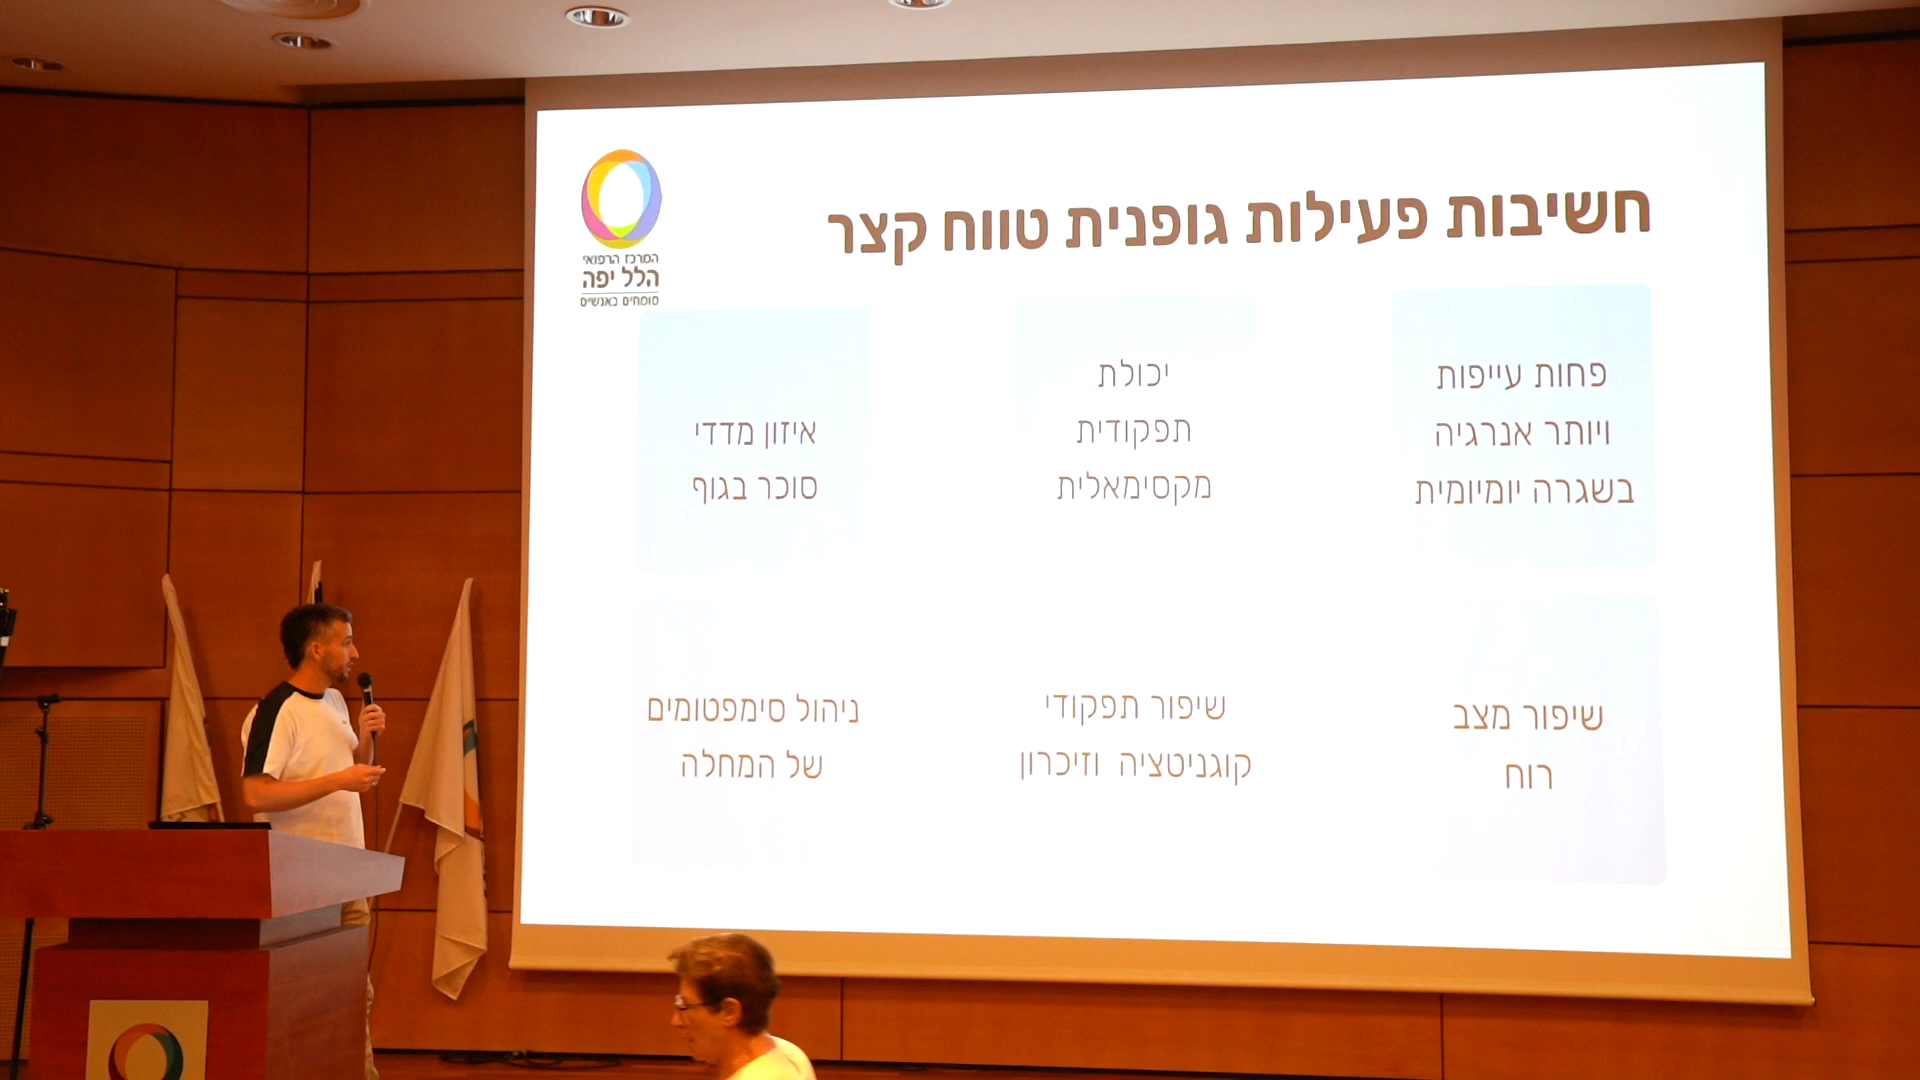 המרכז הרפואי
הלל יפה
מומחים באנשים
חשיבות פעילות גופנית טווח קצר
פחות עייפות
ויותר אנרגיה
בשגרה יומיומית
יכולת
תפקודית
מקסימאלית
איזון מדדי
סוכר בגוף
שיפור מצב
רוח
שיפור תפקודי
קוגניטציה וזיכרון
ניהול סימפטומים
של המחלה